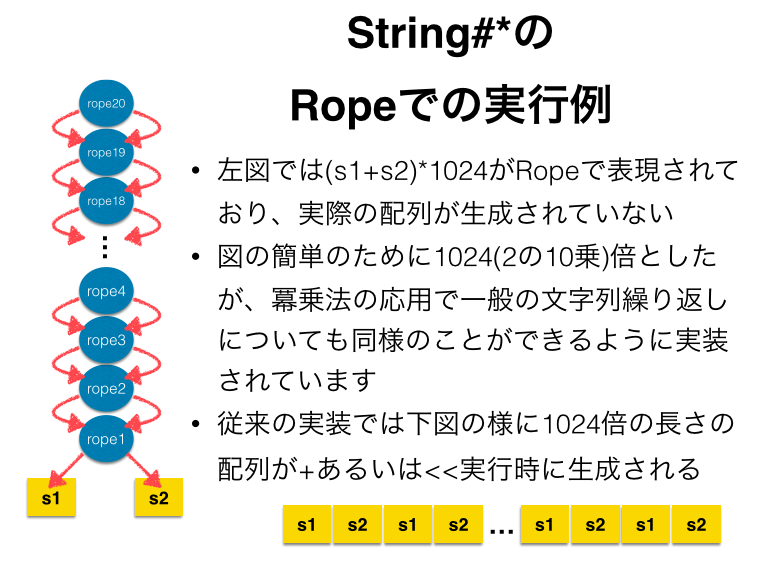 String#*の
Ropeでの実行例
rope20
rope19
rope18
...
rope4
rope3
rope2
rope1
s1
s2
• 左図では(s1+s2)*1024がRopeで表現されて
おり、実際の配列が生成されていない
• 図の簡単のために1024(2の10乗)倍とした
が、冪乗法の応用で一般の文字列繰り返し
についても同様のことができるように実装
されています
• 従来の実装では下図の様に1024倍の長さの
配列が+あるいは<<実行時に生成される
s1 s2 s1 s2 ... s1 s2 s1 s2